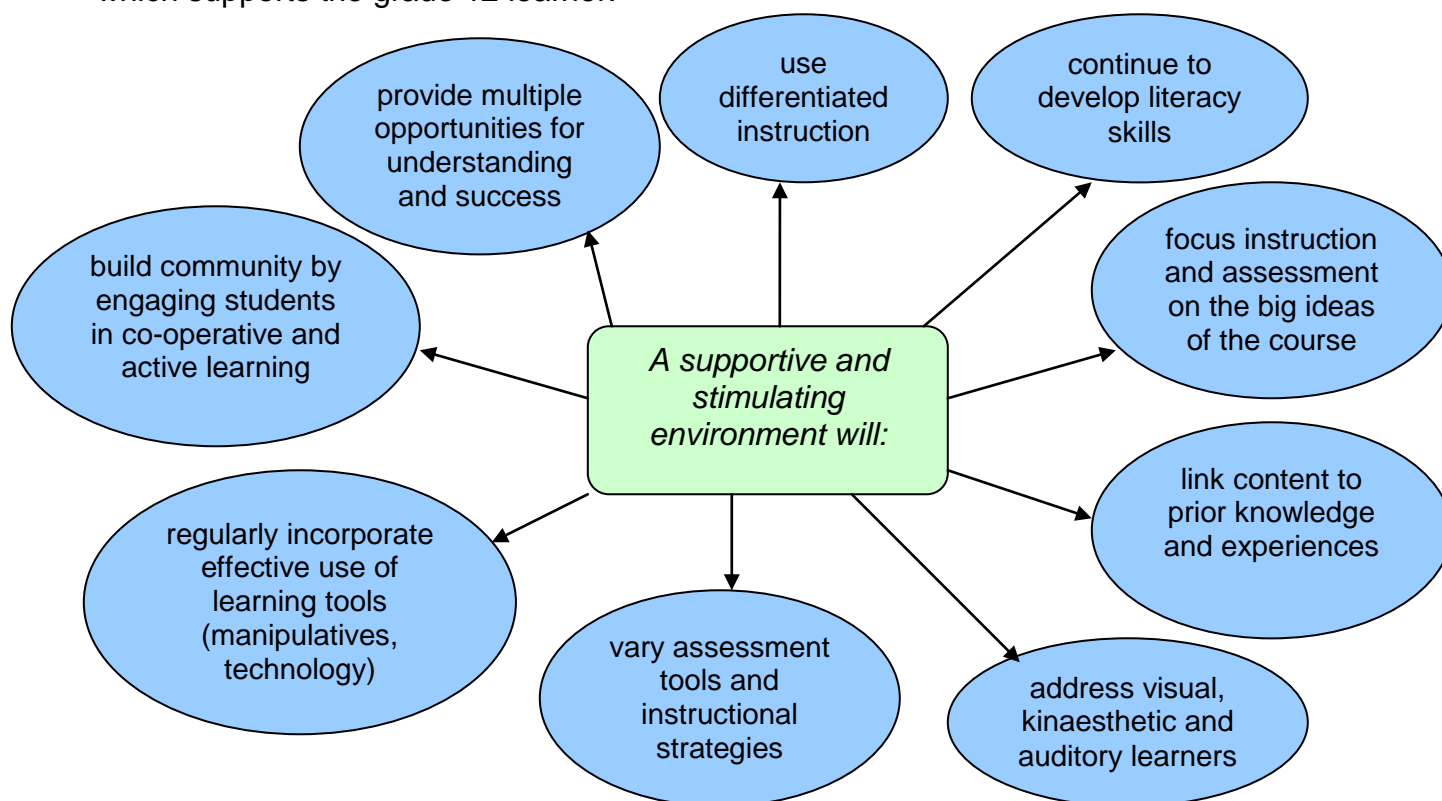 provide multiple
opportunities for
understanding
and success
use
differentiated
instruction
continue to
develop literacy
skills
build community by
engaging students
in co-operative and
active learning
focus instruction
and assessment
on the big ideas
of the course
A supportive and
stimulating
environment will:
link content to
prior knowledge
and experiences
regularly incorporate
effective use of
learning tools
(manipulatives,
technology)
vary assessment
tools and
instructional
strategies
address visual,
kinaesthetic and
auditory learners